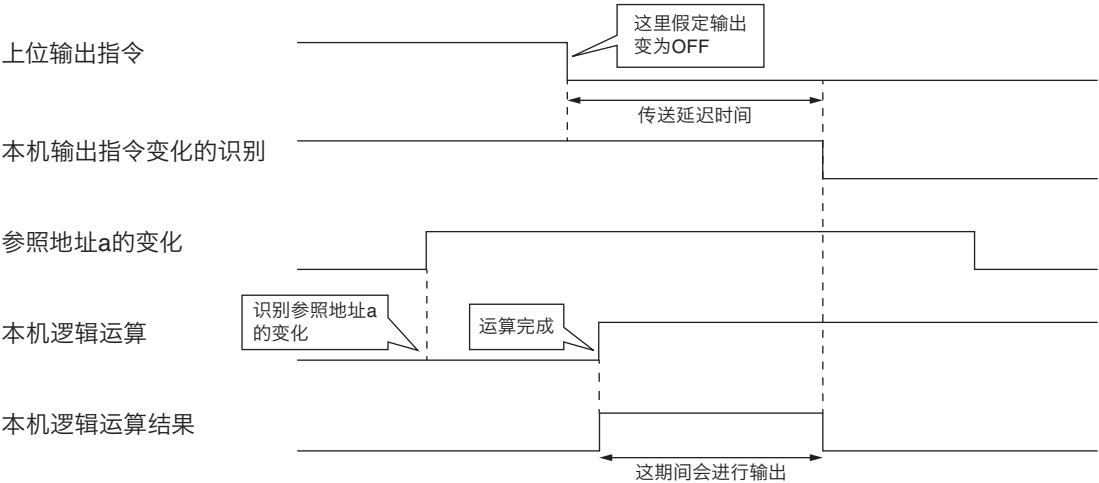 这里假定输出
变为OFF
上位输出指令
传送延迟时间
本机输出指令变化的识别
参照地址a的变化
识别参照地址a
的变化
运算完成
本机逻辑运算
本机逻辑运算结果
这期间会进行输出